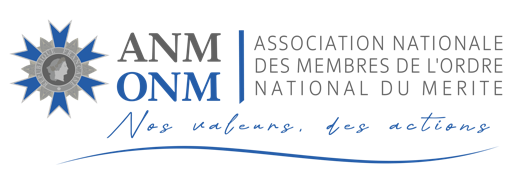 ANM
ONM
ASSOCIATION NATIONALE
DES MEMBRES DE L'ORDRE
NATIONAL DU MERITE
Nos valeurs, des actions